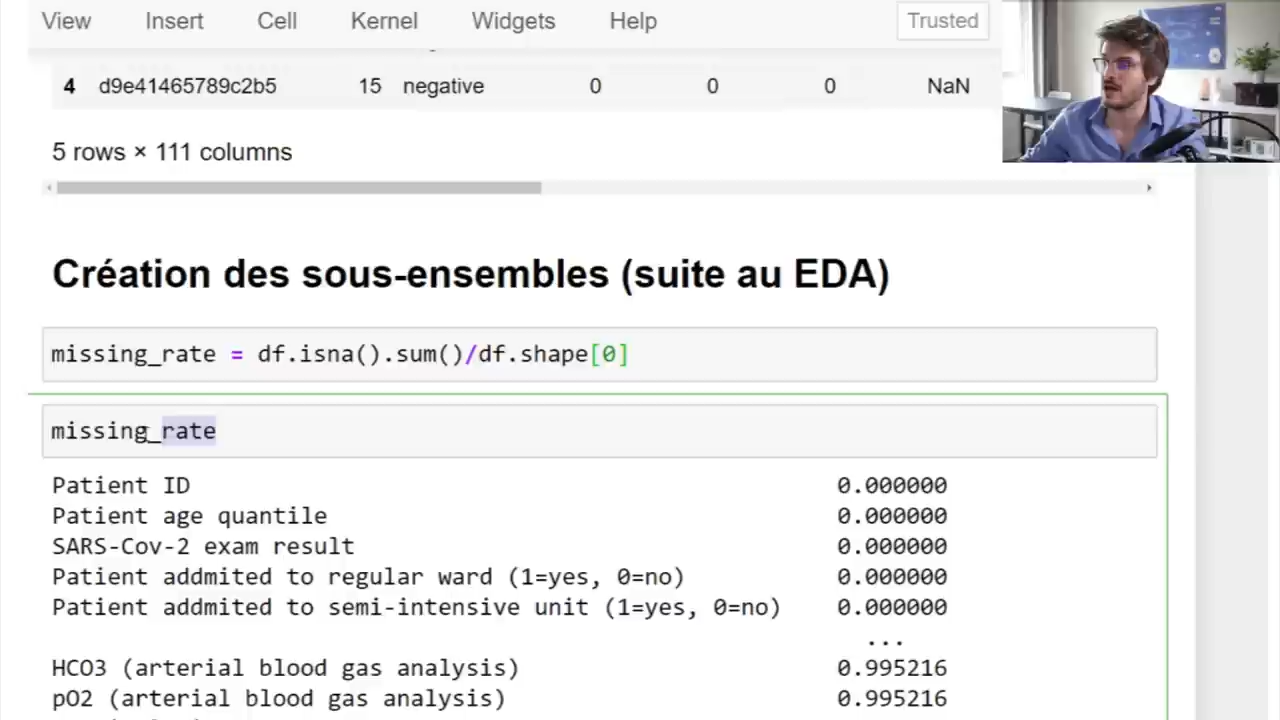 View Insert Cell Kernel Widgets Help Trusted
4 d9e41465789c2b5 15 negative 0 0 0 NaN
5 rows × 111 columns
Création des sous-ensembles (suite au EDA)
missing_rate = df.isna().sum()/df.shape[0]
missing_rate
Patient ID 0.000000
Patient age quantile 0.000000
SARS-Cov-2 exam result 0.000000
Patient addmited to regular ward (1=yes, 0=no) 0.000000
Patient addmited to semi-intensive unit (1=yes, 0=no) 0.000000
...
HCO3 (arterial blood gas analysis) 0.995216
pO2 (arterial blood gas analysis) 0.995216